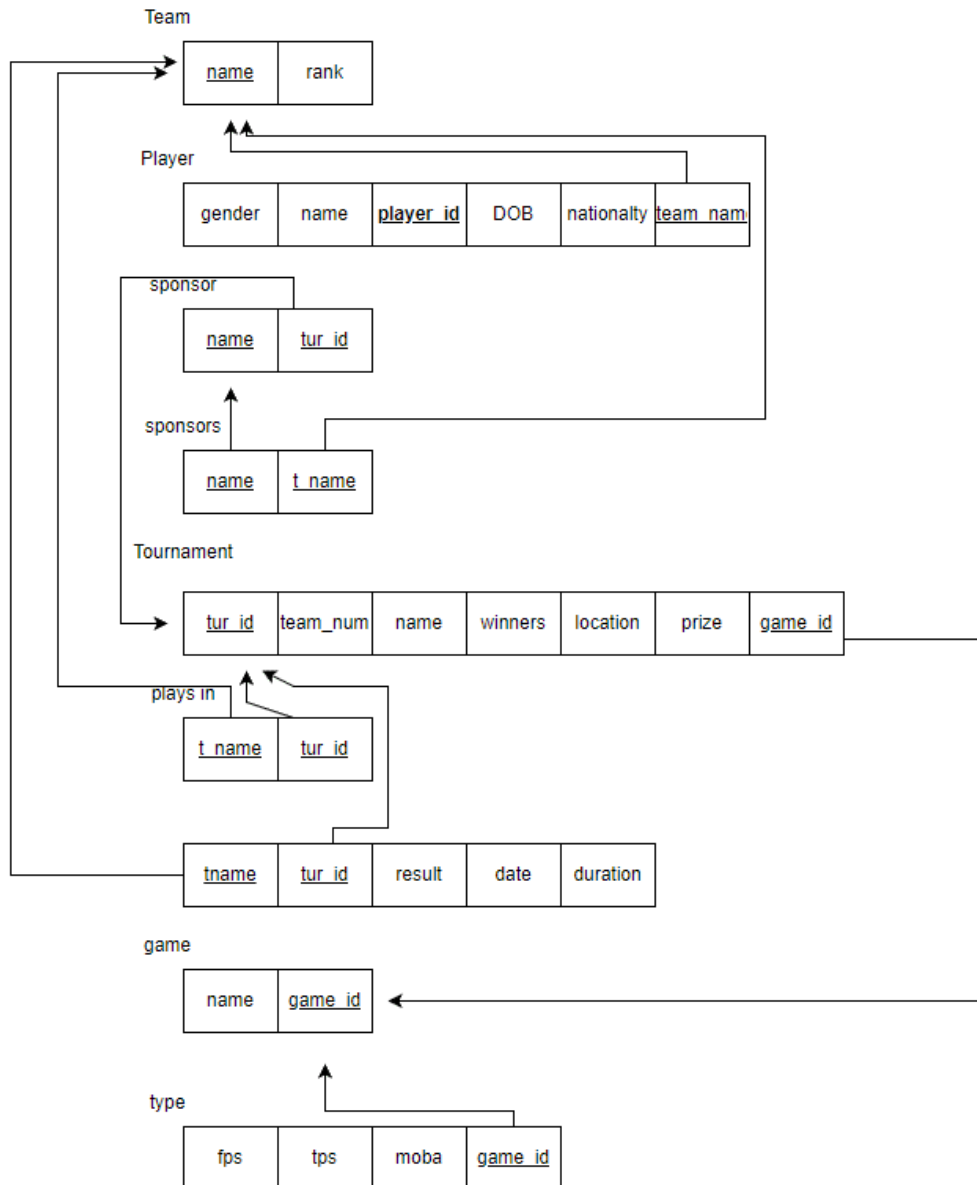 Team
name rank
Player
gender name player_id DOB nationalty team_nam
sponsor
name tur_id
sponsors
name t_name
Tournament
tur_id team_num name winners location prize game_id
plays in
t_name tur_id
tname tur_id result date duration
game
name game_id
type
fps tps moba game_id